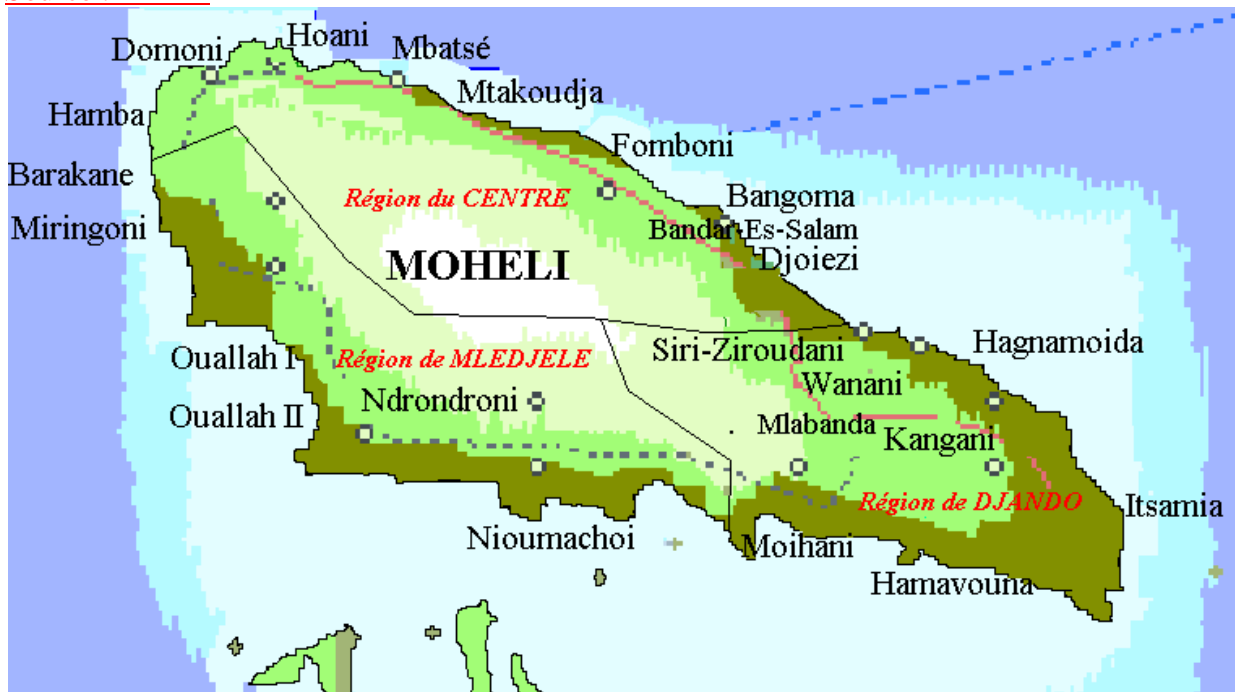 Hoani
Domoni
Mbatsé
Mtakoudja
Hamba
Fomboni
Barakane
Région du CENTRE
Bangoma
Miringoni
Bandar-Es-Salam
MOHELI
Djoiezi
Hagnamoida
Ouallah I
Région de MLEDJELE
Siri-Ziroudani
Wanani
Ndrondroni
Ouallah II
Mlabanda
Kangani
Région de DJANDO
Itsamia
Nioumachoi
Moihani
Hamavouna